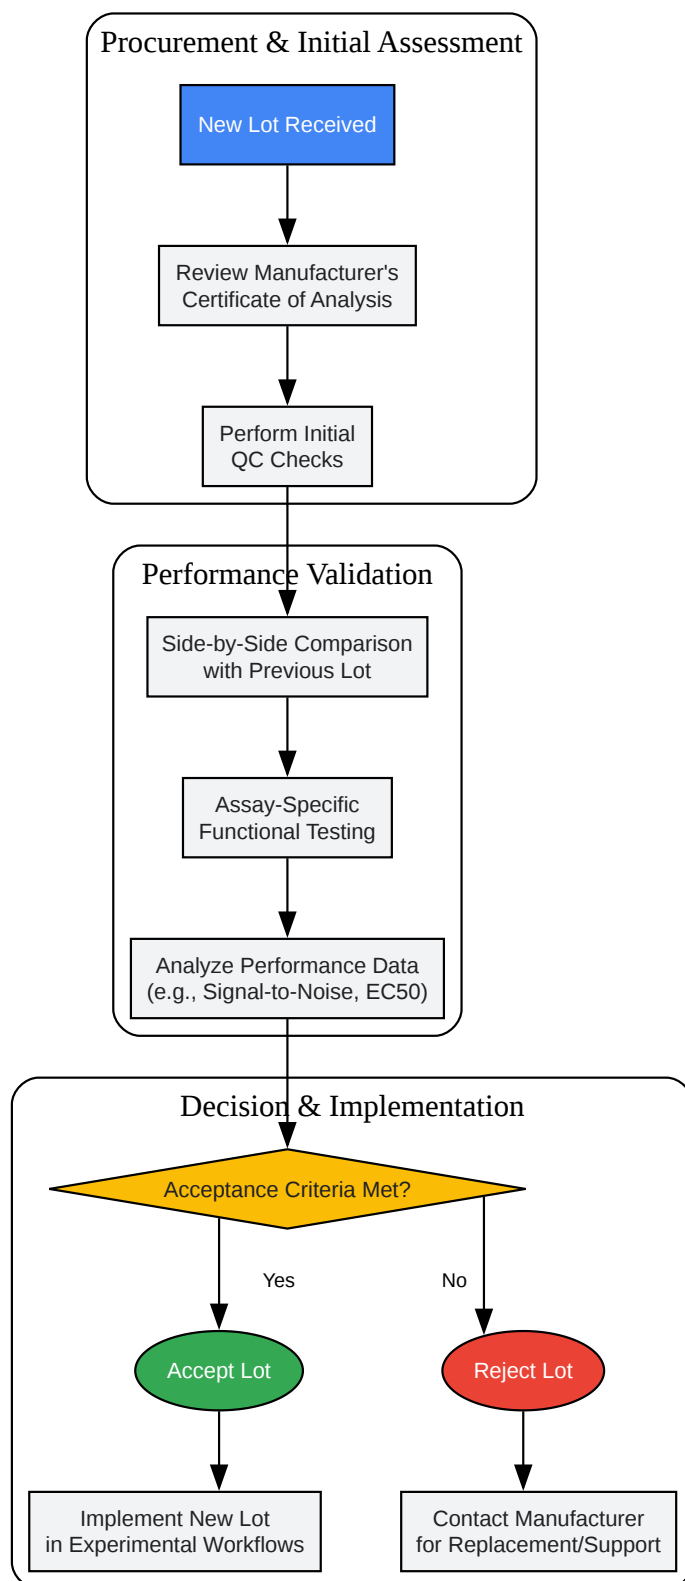 Procurement & Initial Assessment
New Lot Received
Review Manufacturer's
Certificate of Analysis
Perform Initial
QC Checks
Performance Validation
Side-by-Side Comparison
with Previous Lot
Assay-Specific
Functional Testing
Analyze Performance Data
(e.g., Signal-to-Noise, EC50)
Decision & Implementation
Acceptance Criteria Met?
Yes
No
Accept Lot
Reject Lot
Implement New Lot
in Experimental Workflows
Contact Manufacturer
for Replacement/Support